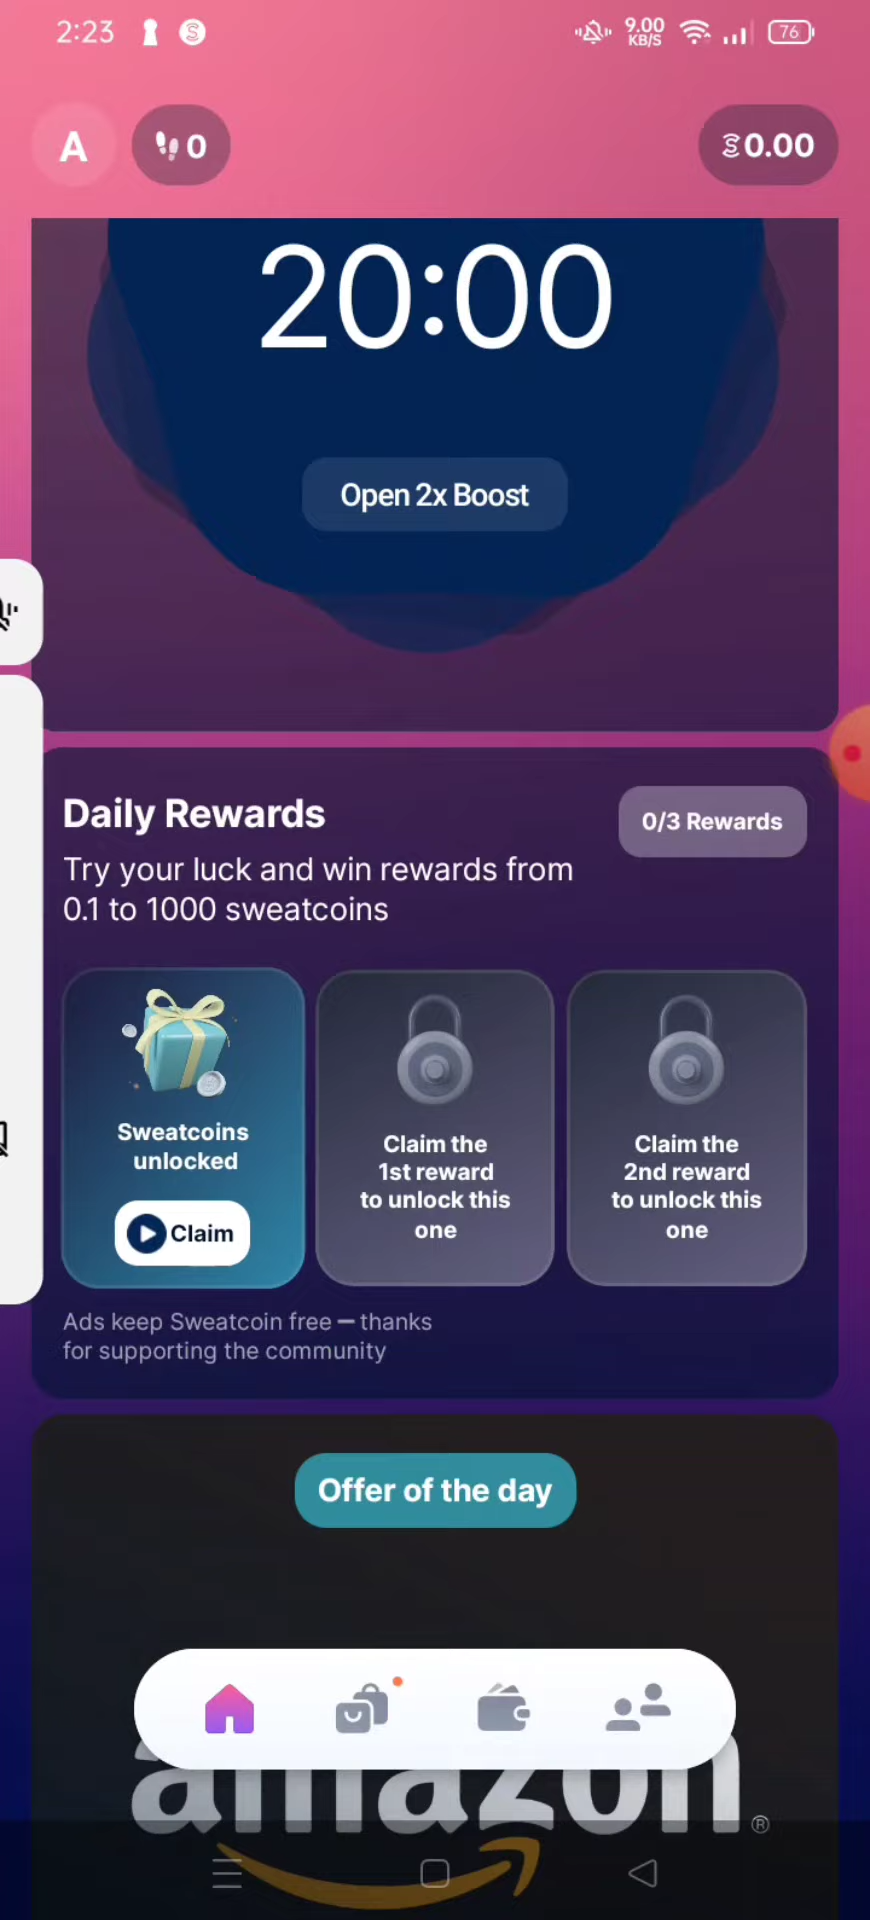 2:23
9.00
KB/S
76
A
0
0.00
20:00
Open 2x Boost
Daily Rewards
0/3 Rewards
Try your luck and win rewards from
0.1 to 1000 sweatcoins
Sweatcoins
unlocked
Claim
Claim the
1st reward
to unlock this
one
Claim the
2nd reward
to unlock this
one
Ads keep Sweatcoin free — thanks
for supporting the community
Offer of the day
amazon
®